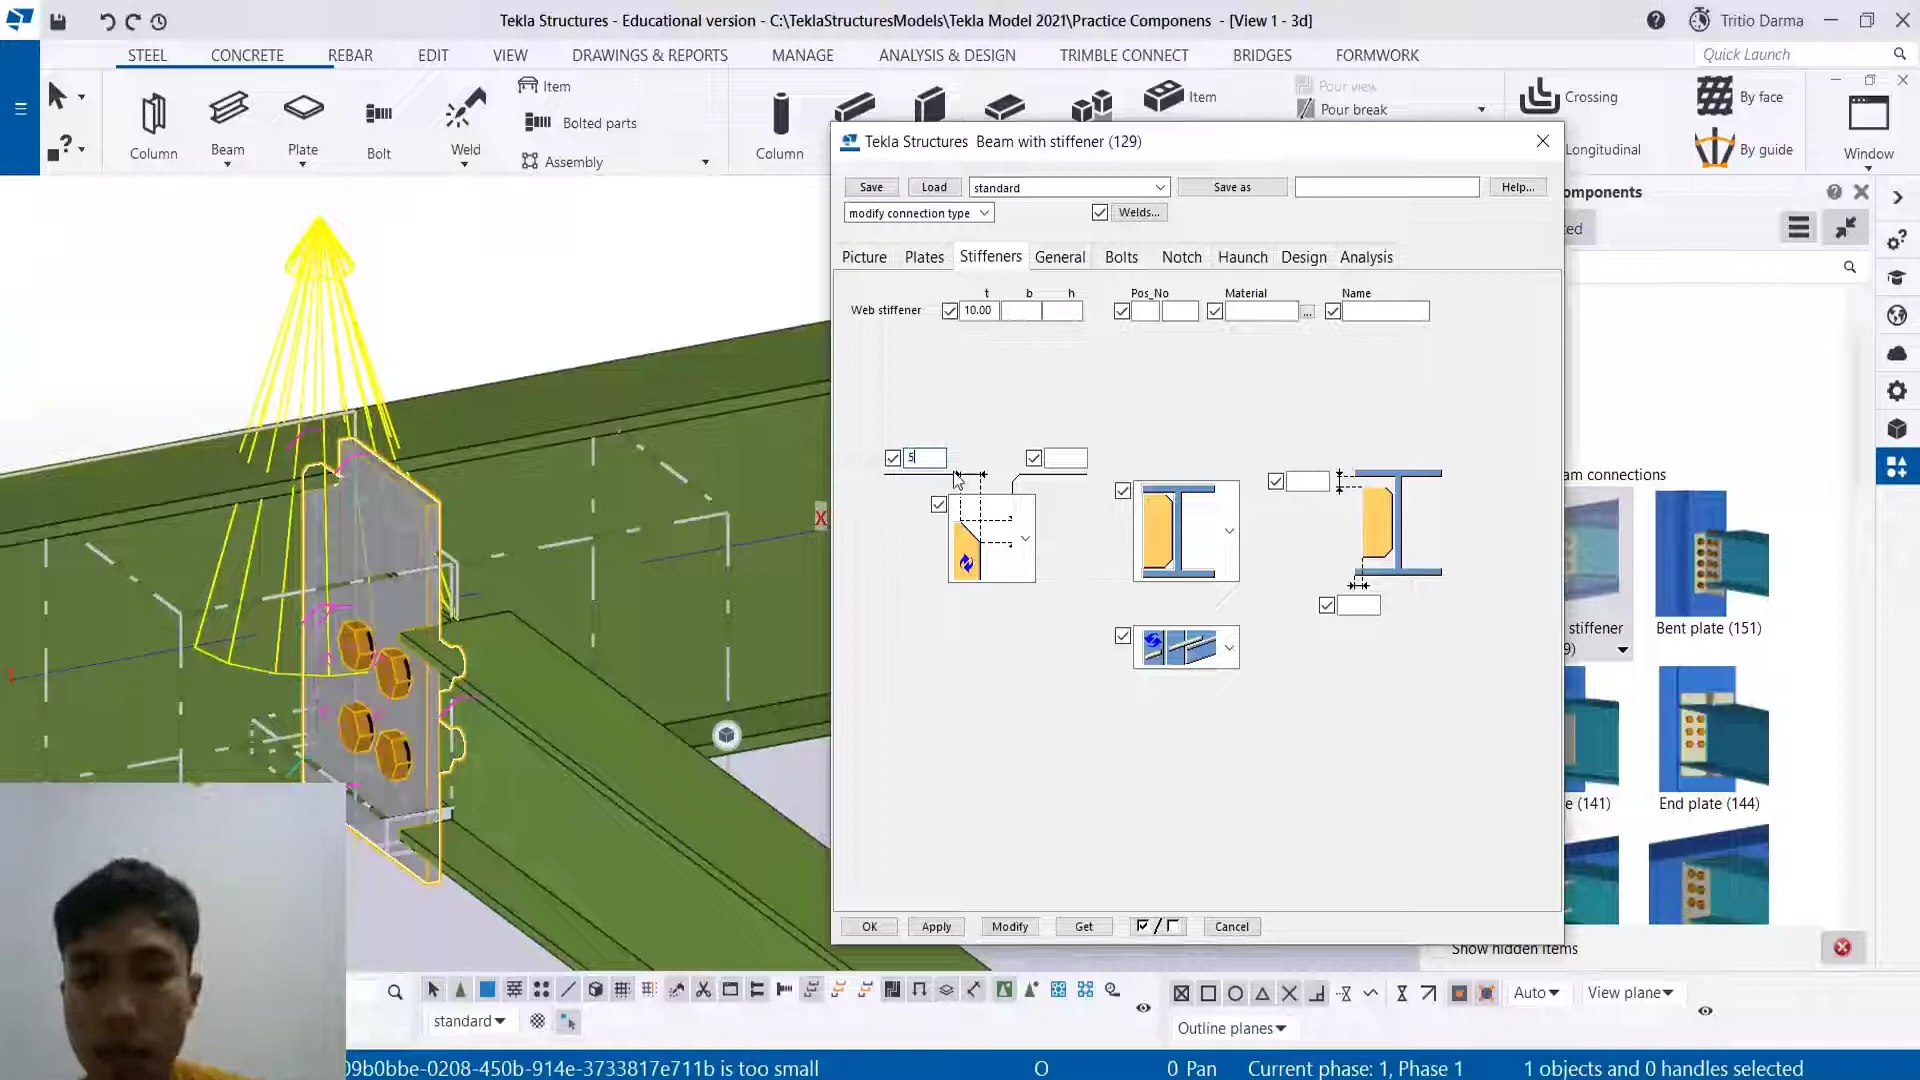 Tekla Structures - Educational version - C:\TeklaStructuresModels\Tekla Model 2021\Practice Componens - [View 1 - 3d]
Tritio Darma
STEEL CONCRETE REBAR EDIT VIEW DRAWINGS & REPORTS MANAGE ANALYSIS & DESIGN TRIMBLE CONNECT BRIDGES FORMWORK
Quick Launch
Item
Bolted parts
Assembly
Column Beam Plate Bolt Weld
Column
Item
Pour view
Pour break
Crossing
Longitudinal
By face
By guide
Window
Tekla Structures Beam with stiffener (129)
Save Load standard Save as Help...
modify connection type Welds...
Picture Plates Stiffeners General Bolts Notch Haunch Design Analysis
t b h Pos_No Material Name
Web stiffener 10.00 ...
5
OK Apply Modify Get / Cancel
omponents
ed
am connections
stiffener
9)
Bent plate (151)
e (141)
End plate (144)
Show hidden items
X
standard
Auto
View plane
Outline planes
09b0bbe-0208-450b-914e-3733817e711b is too small O 0 Pan Current phase: 1, Phase 1 1 objects and 0 handles selected